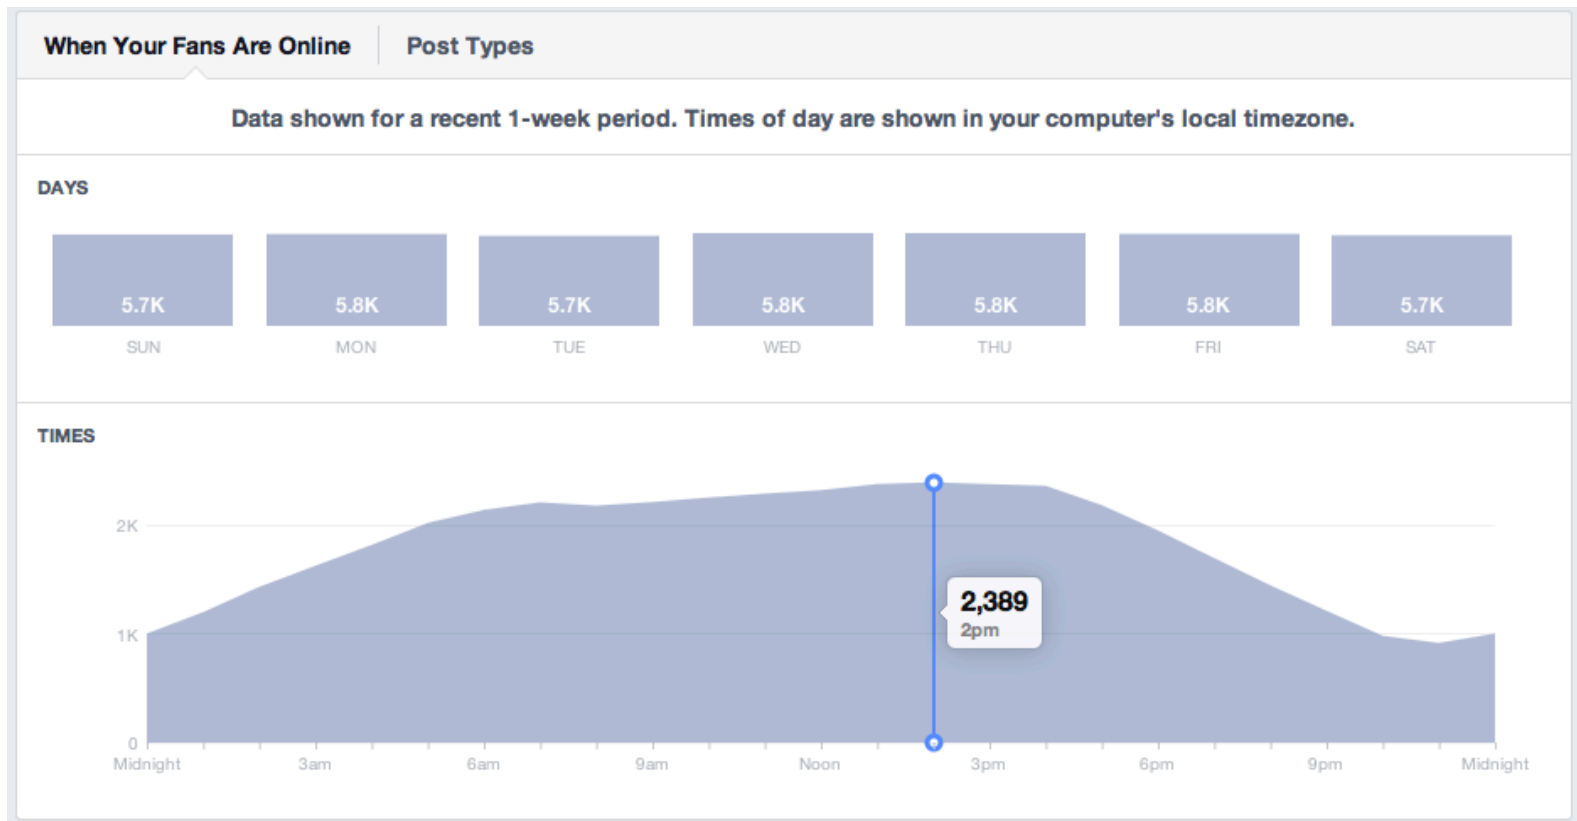 When Your Fans Are Online
Post Types
Data shown for a recent 1-week period. Times of day are shown in your computer's local timezone.
DAYS
5.7K 5.8K 5.7K 5.8K 5.8K 5.8K 5.7K
SUN MON TUE WED THU FRI SAT
TIMES
2K
2,389
1K
2pm
0
Midnight 3am 6am 9am Noon 3pm 6pm 9pm Midnight